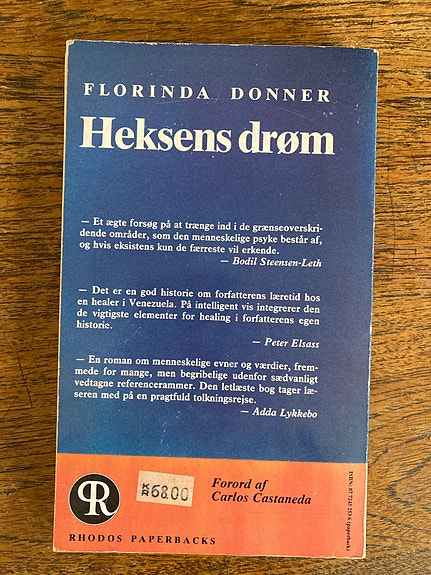 FLORINDA DONNER
Heksens drøm
— Et ægte forsøg på at trænge ind i de grænseoverskri-
dende områder, som den menneskelige psyke består af,
og hvis eksistens kun de færreste vil erkende.
— Bodil Steensen-Leth
— Det er en god historie om forfatterens læretid hos
en healer i Venezuela. På intelligent vis integrerer den
de vigtigste elementer for healing i forfatterens egen
historie.
— Peter Elsass
— En roman om menneskelige evner og værdier, frem-
mede for mange, men begribelige udenfor sædvanligt
vedtagne referencerammer. Den letlæste bog tager læ-
seren med på en pragtfuld tolkningsrejse.
— Adda Lykkebo
R
KR 68.00
Forord af
Carlos Castaneda
RHODOS PAPERBACKS